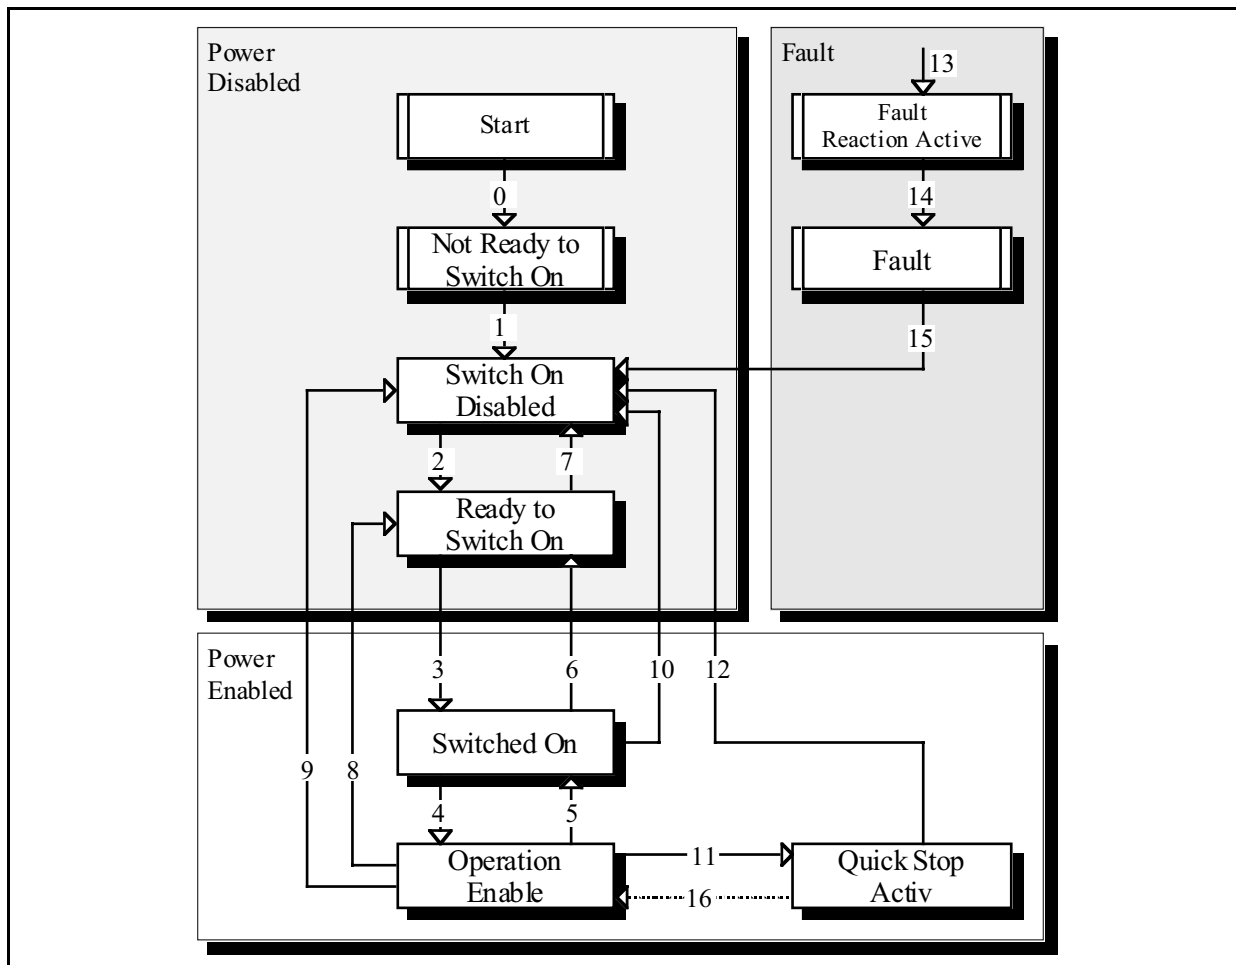 Power
Disabled
Start
0
Not Ready to
Switch On
1
Switch On
Disabled
2
7
Ready to
Switch On
Fault
13
Fault
Reaction Active
14
Fault
15
Power
Enabled
3
6
10
12
Switched On
9
8
4
5
Operation
Enable
11
16
Quick Stop
Activ